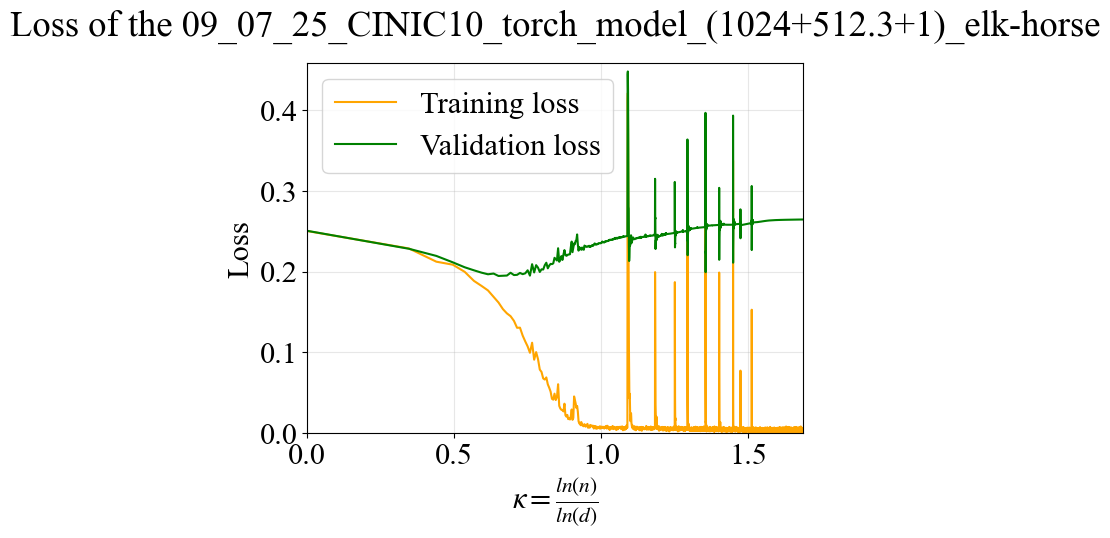 Loss of the 09_07_25_CINIC10_torch_model_(1024+512.3+1)_elk-horse
Training loss
Validation loss
Loss
0.4
0.3
0.2
0.1
0.0
0.0 0.5 1.0 1.5
κ = ln(n)/ln(d)